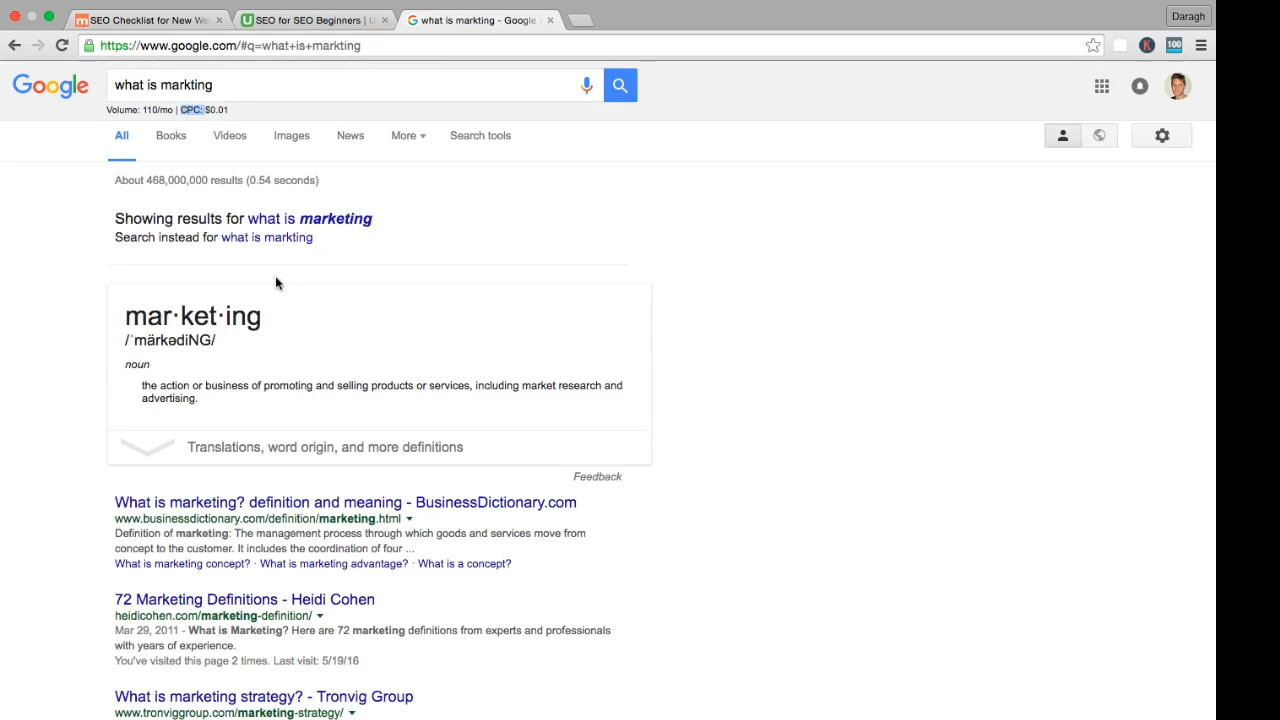 SEO Checklist for New We
SEO for SEO Beginners | U
what is markting - Google
Daragh
https://www.google.com/#q=what+is+markting
K
100
Google
what is markting
Volume: 110/mo | CPC: $0.01
All
Books
Videos
Images
News
More
Search tools
About 468,000,000 results (0.54 seconds)
Showing results for what is marketing
Search instead for what is markting
mar·ket·ing
/ˈmärkədiNG/
noun
the action or business of promoting and selling products or services, including market research and
advertising.
Translations, word origin, and more definitions
Feedback
What is marketing? definition and meaning - BusinessDictionary.com
www.businessdictionary.com/definition/marketing.html
Definition of marketing: The management process through which goods and services move from
concept to the customer. It includes the coordination of four ...
What is marketing concept? · What is marketing advantage? · What is a concept?
72 Marketing Definitions - Heidi Cohen
heidicohen.com/marketing-definition/
Mar 29, 2011 - What is Marketing? Here are 72 marketing definitions from experts and professionals
with years of experience.
You've visited this page 2 times. Last visit: 5/19/16
What is marketing strategy? - Tronvig Group
www.tronviggroup.com/marketing-strategy/